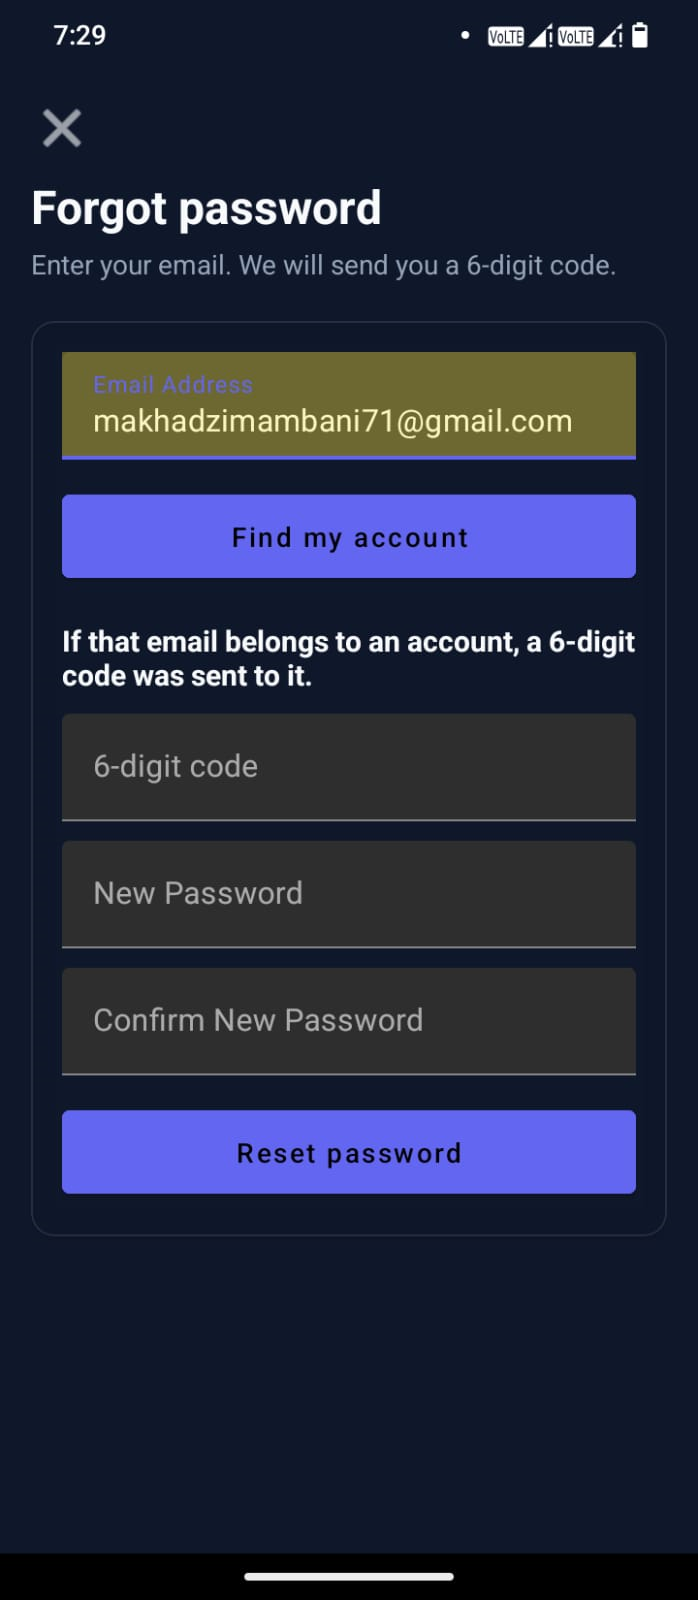 7:29
VoLTE VoLTE
Forgot password
Enter your email. We will send you a 6-digit code.
Email Address
makhadzimambani71@gmail.com
Find my account
If that email belongs to an account, a 6-digit
code was sent to it.
6-digit code
New Password
Confirm New Password
Reset password